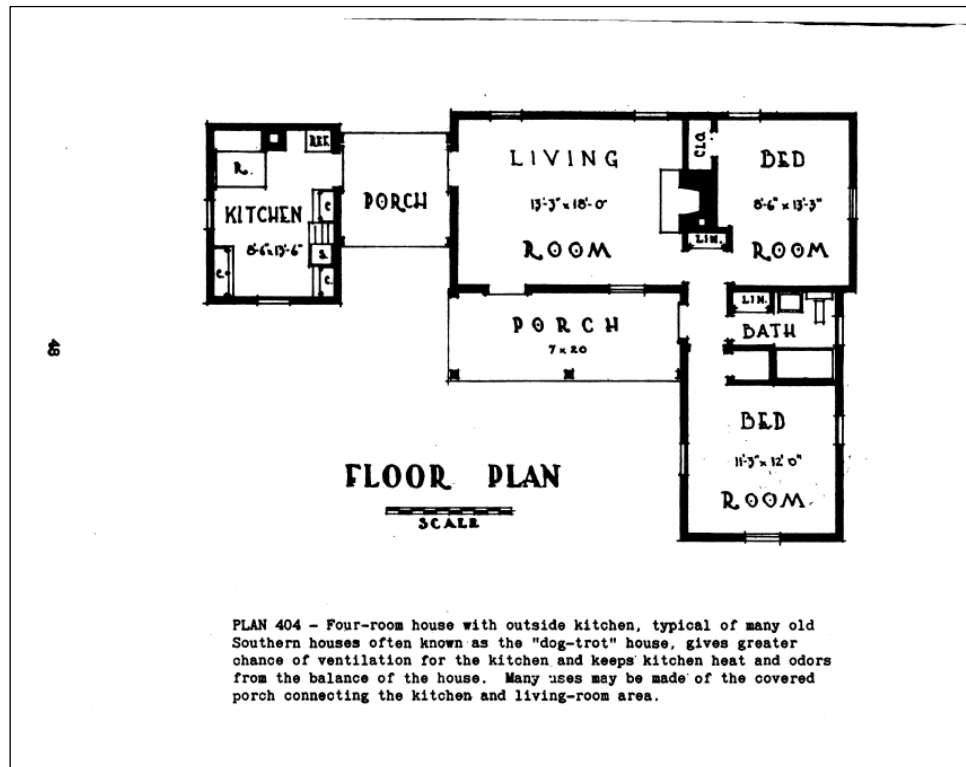 REF.
CLO.
LIVING
BED
R.
13'-3" x 18'-0"
8'-6" x 13'-3"
C.
PORCH
KITCHEN
8'-6 x 13'-6"
LIN.
ROOM
ROOM
S.
C.
C.
LIN.
PORCH
BATH
7 x 20
48
BED
11'-3" x 12'0"
FLOOR PLAN
ROOM
SCALE
PLAN 404 - Four-room house with outside kitchen, typical of many old
Southern houses often known as the "dog-trot" house, gives greater
chance of ventilation for the kitchen and keeps kitchen heat and odors
from the balance of the house. Many uses may be made of the covered
porch connecting the kitchen and living-room area.